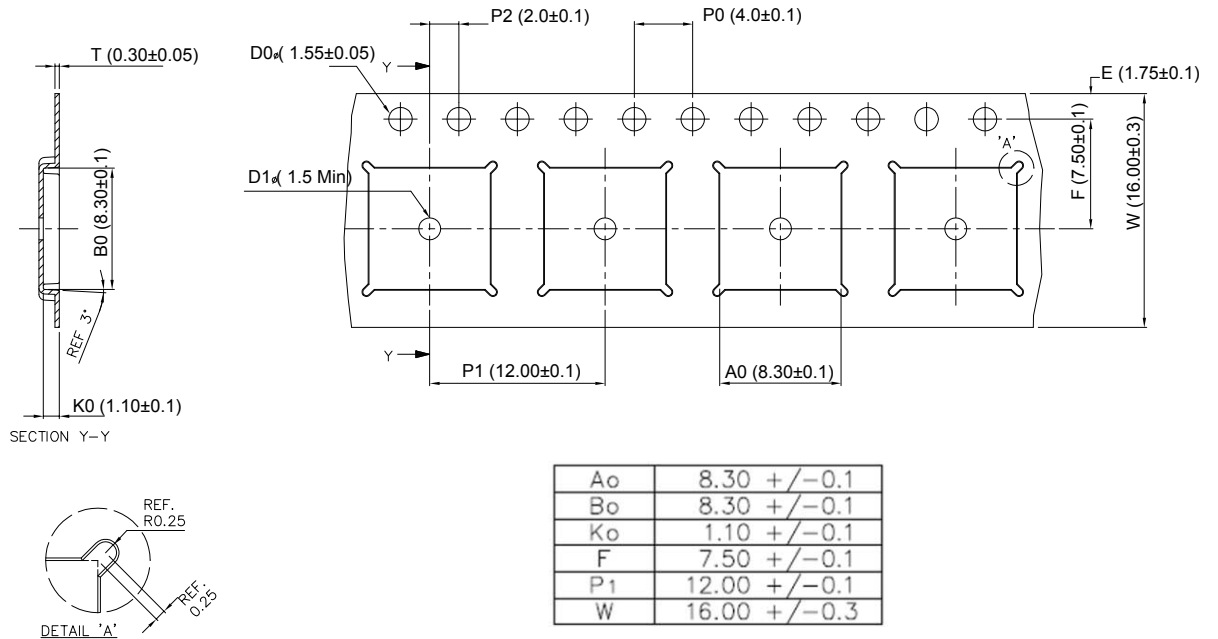 P2 (2.0±0.1)
P0 (4.0±0.1)
T (0.30±0.05)
D0ø( 1.55±0.05)
Y
E (1.75±0.1)
'A'
F (7.50±0.1)
W (16.00±0.3)
D1ø( 1.5 Min)
B0 (8.30±0.1)
REF 3°
Y
P1 (12.00±0.1)
A0 (8.30±0.1)
K0 (1.10±0.1)
SECTION Y-Y
REF.
R0.25
REF.
0.25
DETAIL 'A'
Ao 8.30 +/-0.1
Bo 8.30 +/-0.1
Ko 1.10 +/-0.1
F 7.50 +/-0.1
P1 12.00 +/-0.1
W 16.00 +/-0.3